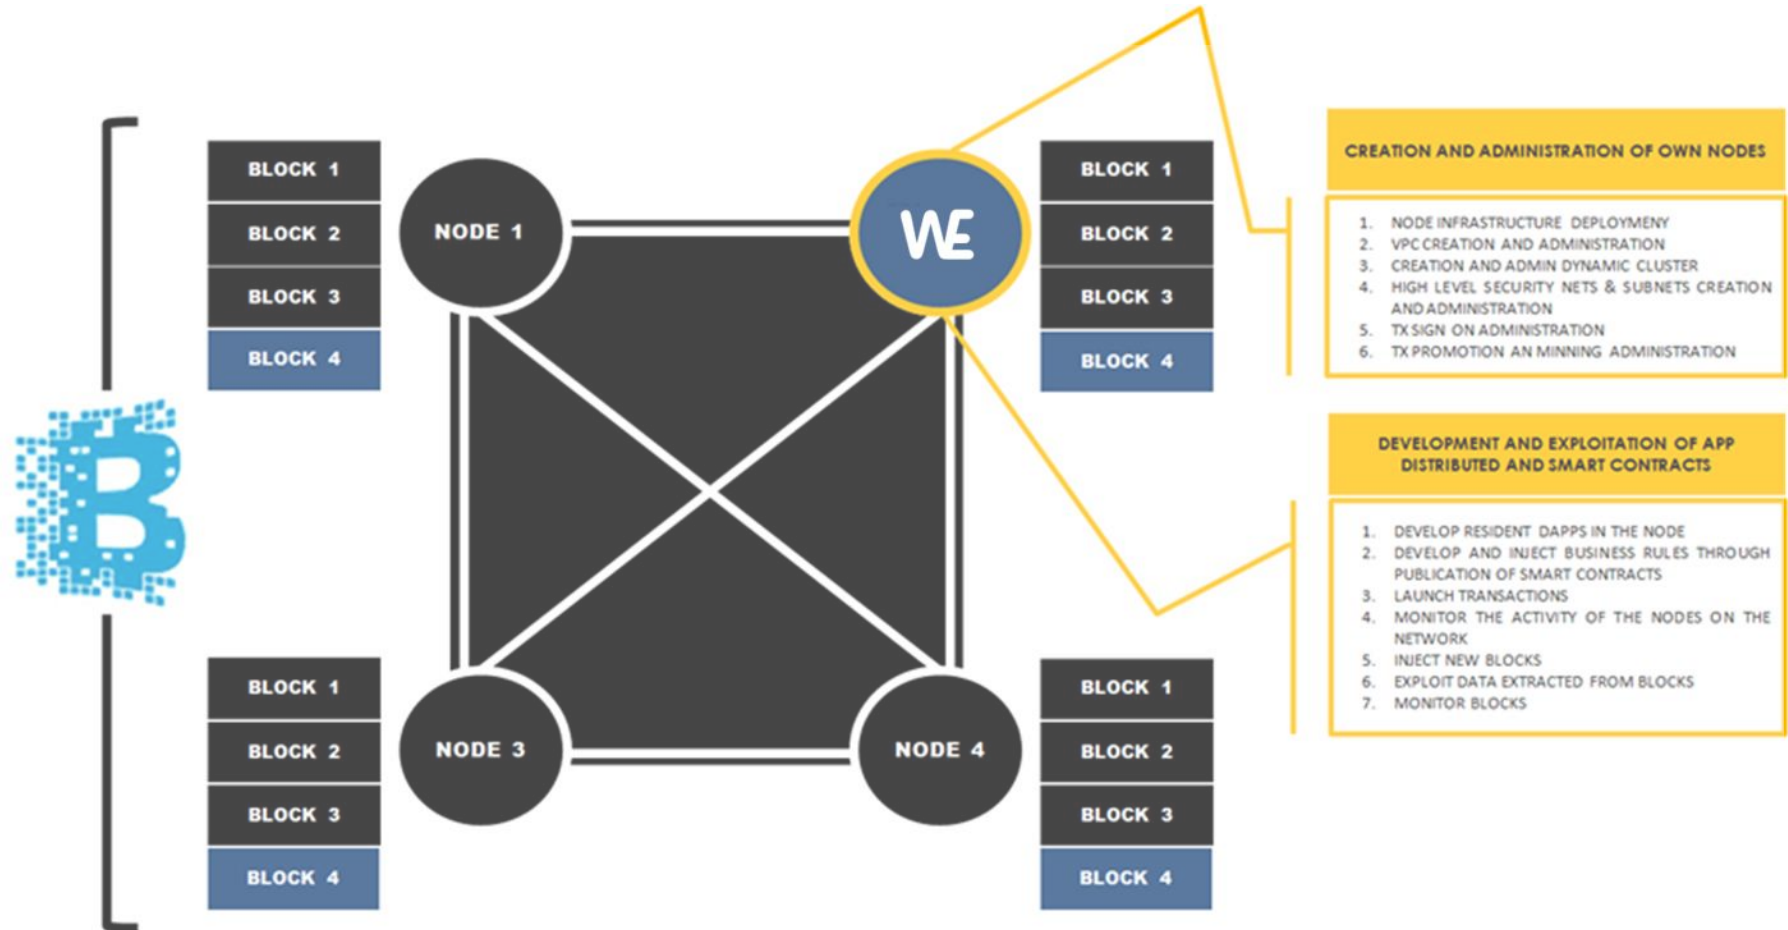 BLOCK 1
BLOCK 2
BLOCK 3
BLOCK 4
NODE 1
WE
BLOCK 1
BLOCK 2
BLOCK 3
BLOCK 4
CREATION AND ADMINISTRATION OF OWN NODES
1. NODE INFRASTRUCTURE DEPLOYMENY
2. VPC CREATION AND ADMINISTRATION
3. CREATION AND ADMIN DYNAMIC CLUSTER
4. HIGH LEVEL SECURITY NETS & SUBNETS CREATION
AND ADMINISTRATION
5. TX SIGN ON ADMINISTRATION
6. TX PROMOTION AN MINNING ADMINISTRATION
B
DEVELOPMENT AND EXPLOITATION OF APP
DISTRIBUTED AND SMART CONTRACTS
1. DEVELOP RESIDENT DAPPS IN THE NODE
2. DEVELOP AND INJECT BUSINESS RULES THROUGH
PUBLICATION OF SMART CONTRACTS
3. LAUNCH TRANSACTIONS
4. MONITOR THE ACTIVITY OF THE NODES ON THE
NETWORK
5. INJECT NEW BLOCKS
6. EXPLOIT DATA EXTRACTED FROM BLOCKS
7. MONITOR BLOCKS
BLOCK 1
BLOCK 2
BLOCK 3
BLOCK 4
NODE 3
NODE 4
BLOCK 1
BLOCK 2
BLOCK 3
BLOCK 4